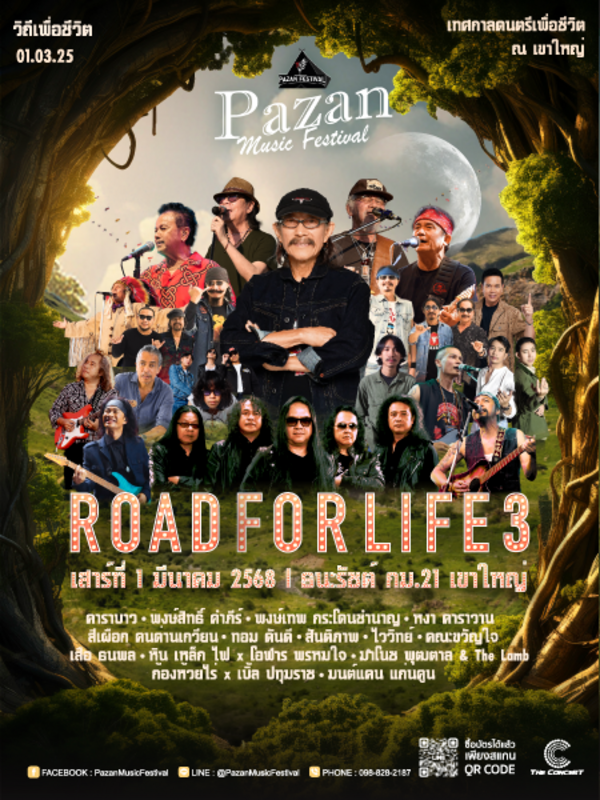 วิถีเพื่อชีวิต
01.03.25
เทศกาลดนตรีเพื่อชีวิต
ณ เขาใหญ่
PAZAN FESTIVAL
Pazan
Music Festival
ROAD FOR LIFE 3
เสาร์ที่ 1 มีนาคม 2568 | ธนะรัชต์ กม.21 เขาใหญ่
คาราบาว • พงษ์สิทธิ์ คำภีร์ • พงษ์เทพ กระโดนชำนาญ • หงา คาราวาน
สีเผือก คนด่านเกวียน • ทอม ดันดี • สันติภาพ • ไววิทย์ • คณะขวัญใจ
เสือ ธนพล • หิน เหล็ก ไฟ x โอฬาร พรหมใจ • มาโนช พุฒตาล & The Lamb
ก้องห้วยไร่ x เบิ้ล ปทุมราช • มนต์แคน แก่นคูน
FACEBOOK : PazanMusicFestival
LINE : @PazanMusicFestival
PHONE : 098-828-2187
ซื้อบัตรได้แล้ว
เพียงสแกน
QR CODE
THE CONCERT